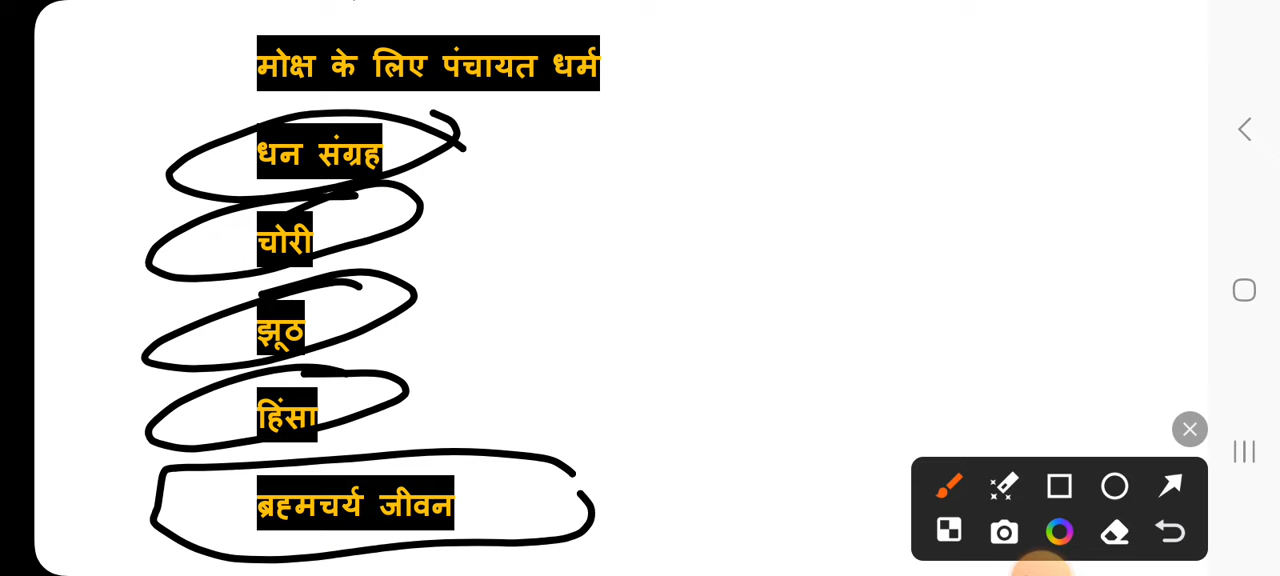 मोक्ष के लिए पंचायत धर्म
धन संग्रह
चोरी
झूठ
हिंसा
ब्रह्मचर्य जीवन